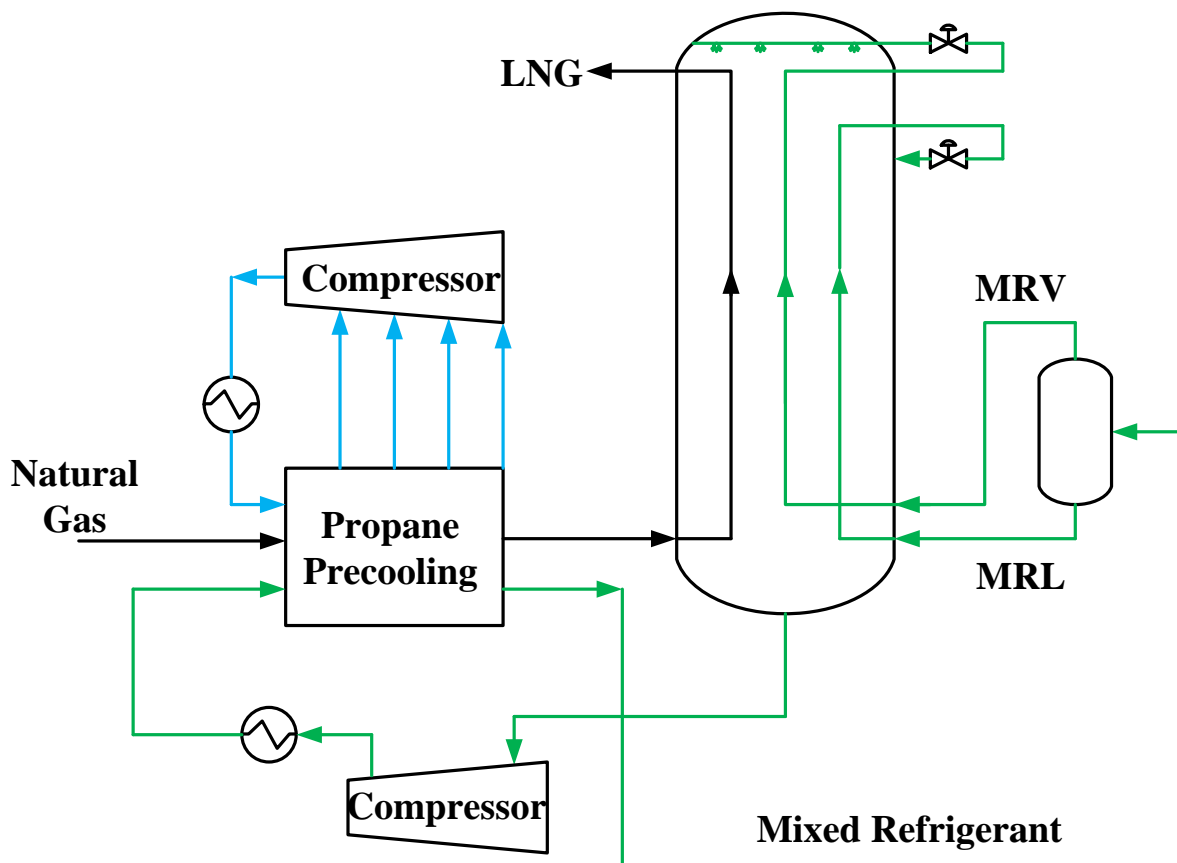 LNG
Compressor
MRV
Natural
Gas
Propane
Precooling
MRL
Compressor
Mixed Refrigerant